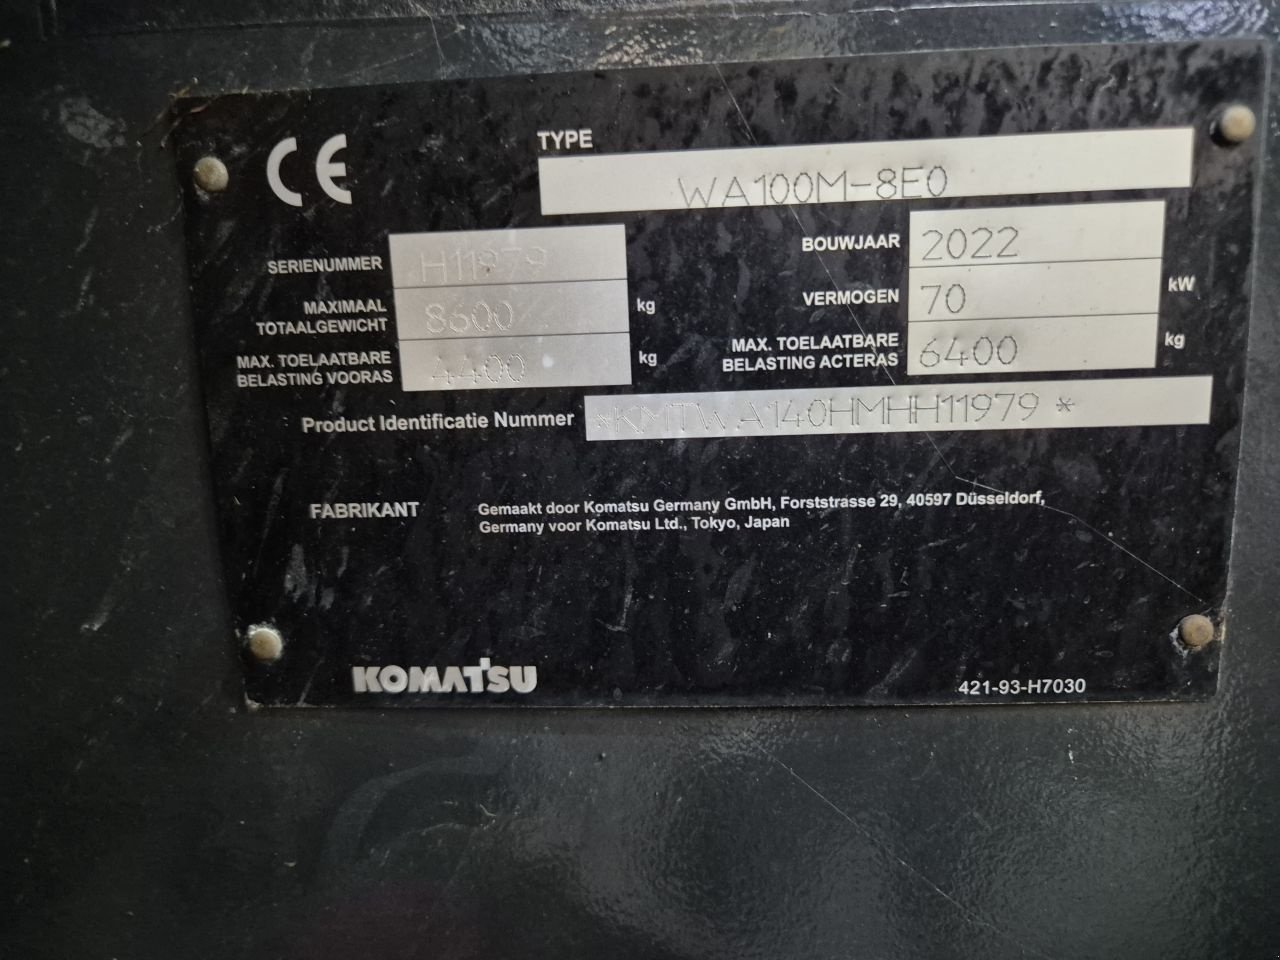 CE
TYPE
WA100M-8E0
SERIENUMMER H11979
BOUWJAAR 2022
MAXIMAAL
TOTAALGEWICHT 8600 kg
VERMOGEN 70 kW
MAX. TOELAATBARE
BELASTING VOORAS 4400 kg
MAX. TOELAATBARE
BELASTING ACTERAS 6400 kg
Product Identificatie Nummer *KMTWA140HMHH11979*
FABRIKANT
Gemaakt door Komatsu Germany GmbH, Forststrasse 29, 40597 Düsseldorf,
Germany voor Komatsu Ltd., Tokyo, Japan
KOMATSU
421-93-H7030